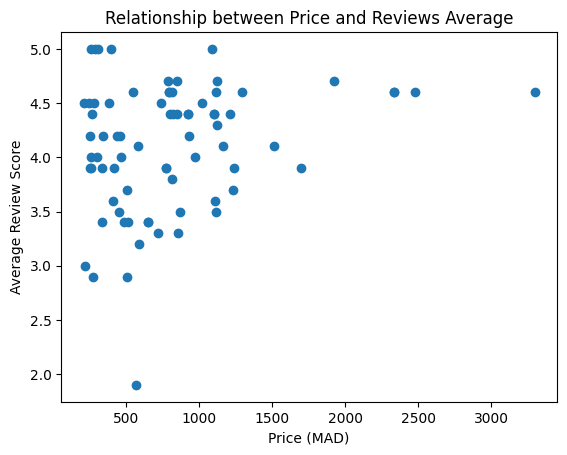 Relationship between Price and Reviews Average
5.0
4.5
4.0
3.5
3.0
2.5
2.0
Average Review Score
500 1000 1500 2000 2500 3000
Price (MAD)